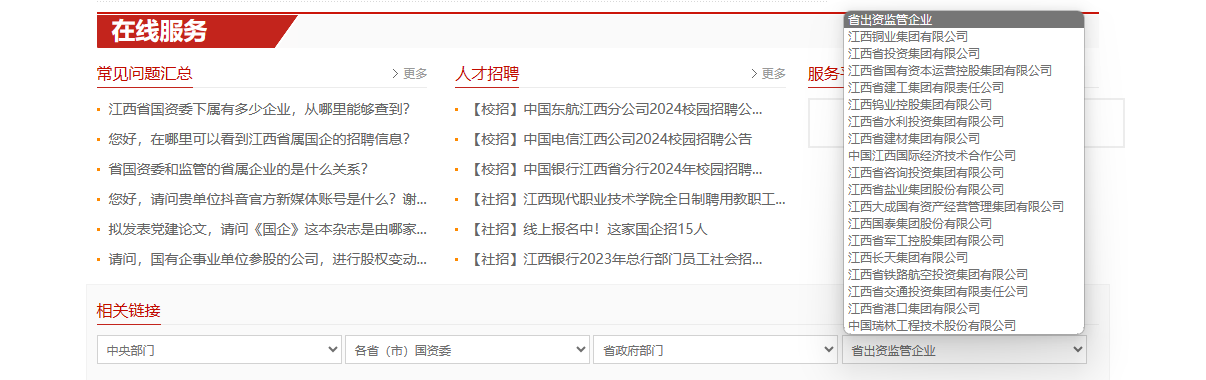 在线服务
常见问题汇总
更多
江西省国资委下属有多少企业，从哪里能够查到？
您好，在哪里可以看到江西省属国企的招聘信息？
省国资委和监管的省属企业的是什么关系？
您好，请问贵单位抖音官方新媒体账号是什么？谢...
拟发表党建论文，请问《国企》这本杂志是由哪家...
请问，国有企事业单位参股的公司，进行股权变动...
人才招聘
更多
【校招】中国东航江西分公司2024校园招聘公...
【校招】中国电信江西公司2024校园招聘公告
【校招】中国银行江西省分行2024年校园招聘...
【社招】江西现代职业技术学院全日制聘用教职工...
【社招】线上报名中！这家国企招15人
【社招】江西银行2023年总行部门员工社会招...
服务
省出资监管企业
江西铜业集团有限公司
江西省投资集团有限公司
江西省国有资本运营控股集团有限公司
江西省建工集团有限责任公司
江西钨业控股集团有限公司
江西省水利投资集团有限公司
江西省建材集团有限公司
中国江西国际经济技术合作公司
江西省咨询投资集团有限公司
江西省盐业集团股份有限公司
江西大成国有资产经营管理集团有限公司
江西国泰集团股份有限公司
江西省军工控股集团有限公司
江西长天集团有限公司
江西省铁路航空投资集团有限公司
江西省交通投资集团有限责任公司
江西省港口集团有限公司
中国瑞林工程技术股份有限公司
相关链接
中央部门
各省（市）国资委
省政府部门
省出资监管企业